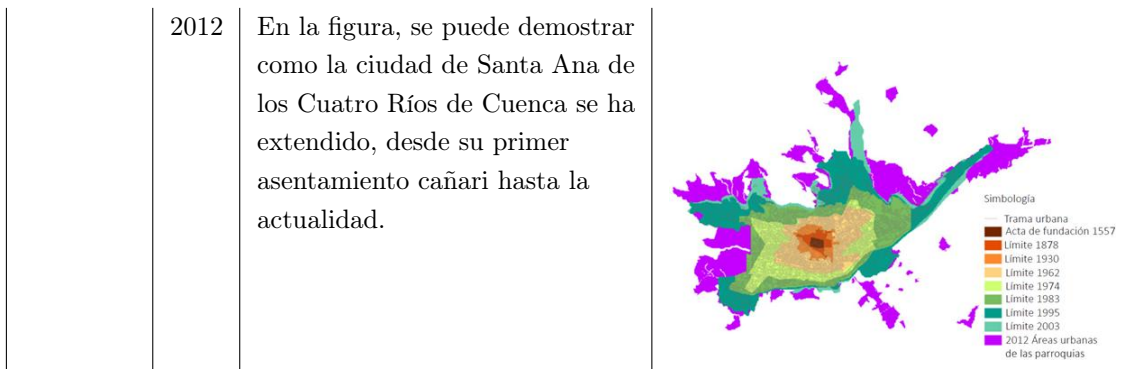 2012
En la figura, se puede demostrar
como la ciudad de Santa Ana de
los Cuatro Ríos de Cuenca se ha
extendido, desde su primer
asentamiento cañari hasta la
actualidad.
Simbología
Trama urbana
Acta de fundación 1557
Límite 1878
Límite 1930
Límite 1962
Límite 1974
Límite 1983
Límite 1995
Límite 2003
2012 Áreas urbanas
de las parroquias